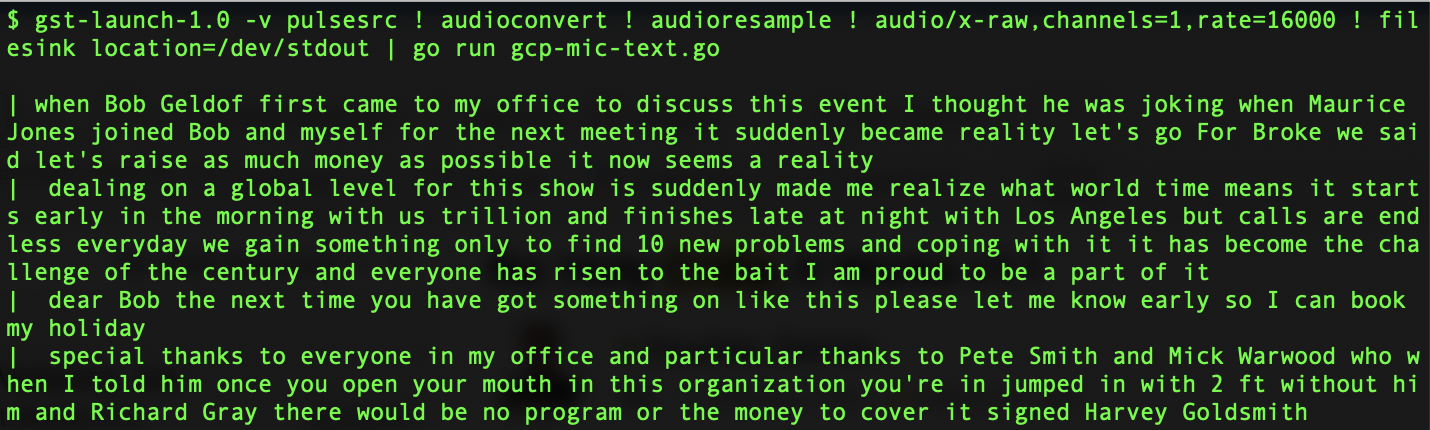 $ gst-launch-1.0 -v pulsesrc ! audioconvert ! audioresample ! audio/x-raw,channels=1,rate=16000 ! fil
esink location=/dev/stdout | go run gcp-mic-text.go
| when Bob Geldof first came to my office to discuss this event I thought he was joking when Maurice
Jones joined Bob and myself for the next meeting it suddenly became reality let's go For Broke we sai
d let's raise as much money as possible it now seems a reality
|  dealing on a global level for this show is suddenly made me realize what world time means it start
s early in the morning with us trillion and finishes late at night with Los Angeles but calls are end
less everyday we gain something only to find 10 new problems and coping with it it has become the cha
llenge of the century and everyone has risen to the bait I am proud to be a part of it
|  dear Bob the next time you have got something on like this please let me know early so I can book
my holiday
|  special thanks to everyone in my office and particular thanks to Pete Smith and Mick Warwood who w
hen I told him once you open your mouth in this organization you're in jumped in with 2 ft without hi
m and Richard Gray there would be no program or the money to cover it signed Harvey Goldsmith